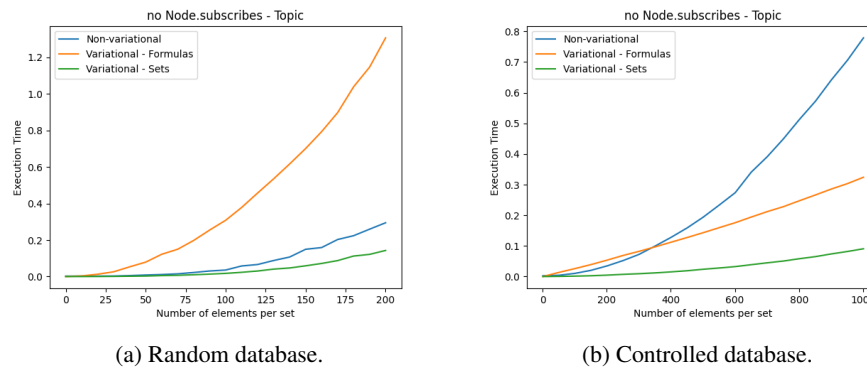 no Node.subscribes - Topic
Non-variational
Variational - Formulas
Variational - Sets
Execution Time
1.2
1.0
0.8
0.6
0.4
0.2
0.0
0 25 50 75 100 125 150 175 200
Number of elements per set
(a) Random database.
no Node.subscribes - Topic
Non-variational
Variational - Formulas
Variational - Sets
Execution Time
0.8
0.7
0.6
0.5
0.4
0.3
0.2
0.1
0.0
0 200 400 600 800 100
Number of elements per set
(b) Controlled database.